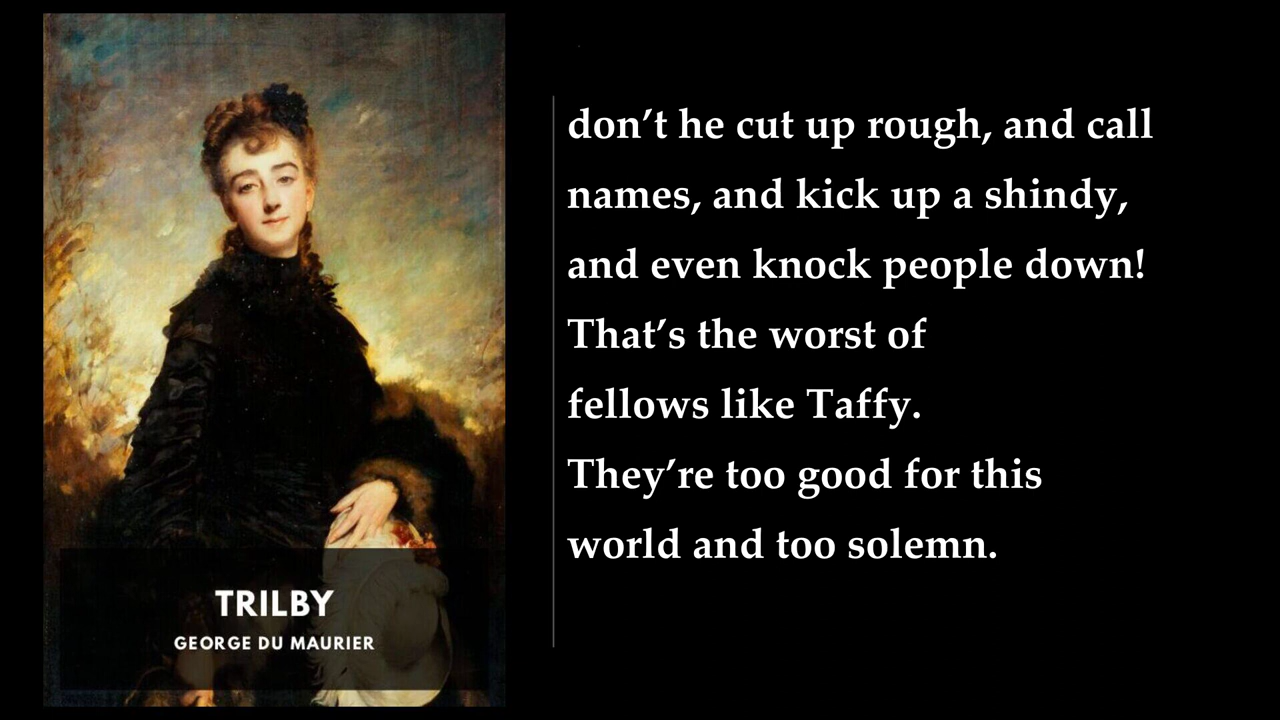 TRILBY
GEORGE DU MAURIER
don’t he cut up rough, and call
names, and kick up a shindy,
and even knock people down!
That’s the worst of
fellows like Taffy.
They’re too good for this
world and too solemn.